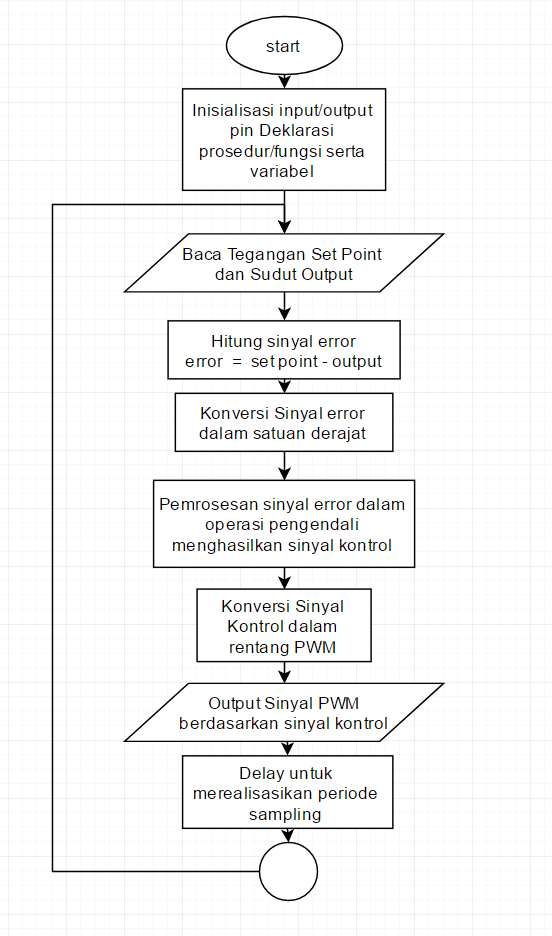 start
Inisialisasi input/output
pin Deklarasi
prosedur/fungsi serta
variabel
Baca Tegangan Set Point
dan Sudut Output
Hitung sinyal error
error = set point - output
Konversi Sinyal error
dalam satuan derajat
Pemrosesan sinyal error dalam
operasi pengendali
menghasilkan sinyal kontrol
Konversi Sinyal
Kontrol dalam
rentang PWM
Output Sinyal PWM
berdasarkan sinyal kontrol
Delay untuk
merealisasikan periode
sampling